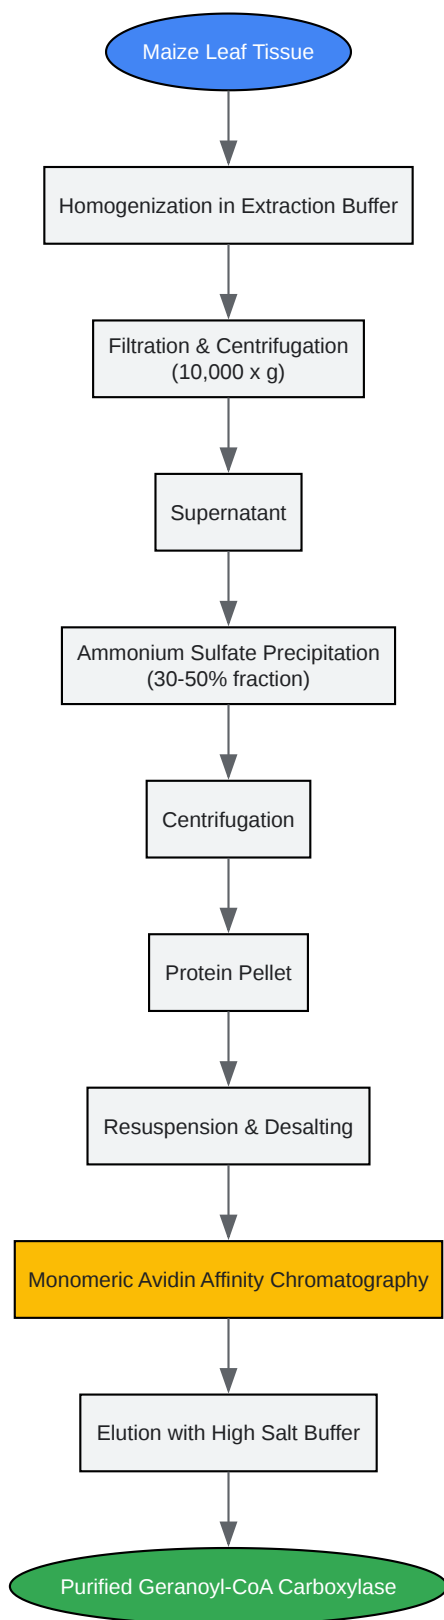 Maize Leaf Tissue
Homogenization in Extraction Buffer
Filtration & Centrifugation
(10,000 x g)
Supernatant
Ammonium Sulfate Precipitation
(30-50% fraction)
Centrifugation
Protein Pellet
Resuspension & Desalting
Monomeric Avidin Affinity Chromatography
Elution with High Salt Buffer
Purified Geranoyl-CoA Carboxylase